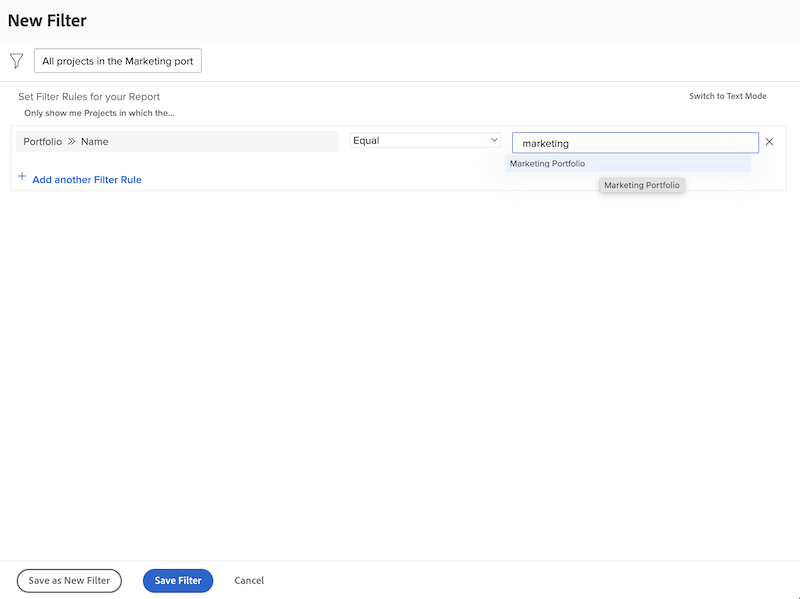 New Filter
All projects in the Marketing port
Set Filter Rules for your Report
Switch to Text Mode
Only show me Projects in which the...
Portfolio >> Name
Equal
marketing
Marketing Portfolio
Marketing Portfolio
+ Add another Filter Rule
Save as New Filter
Save Filter
Cancel